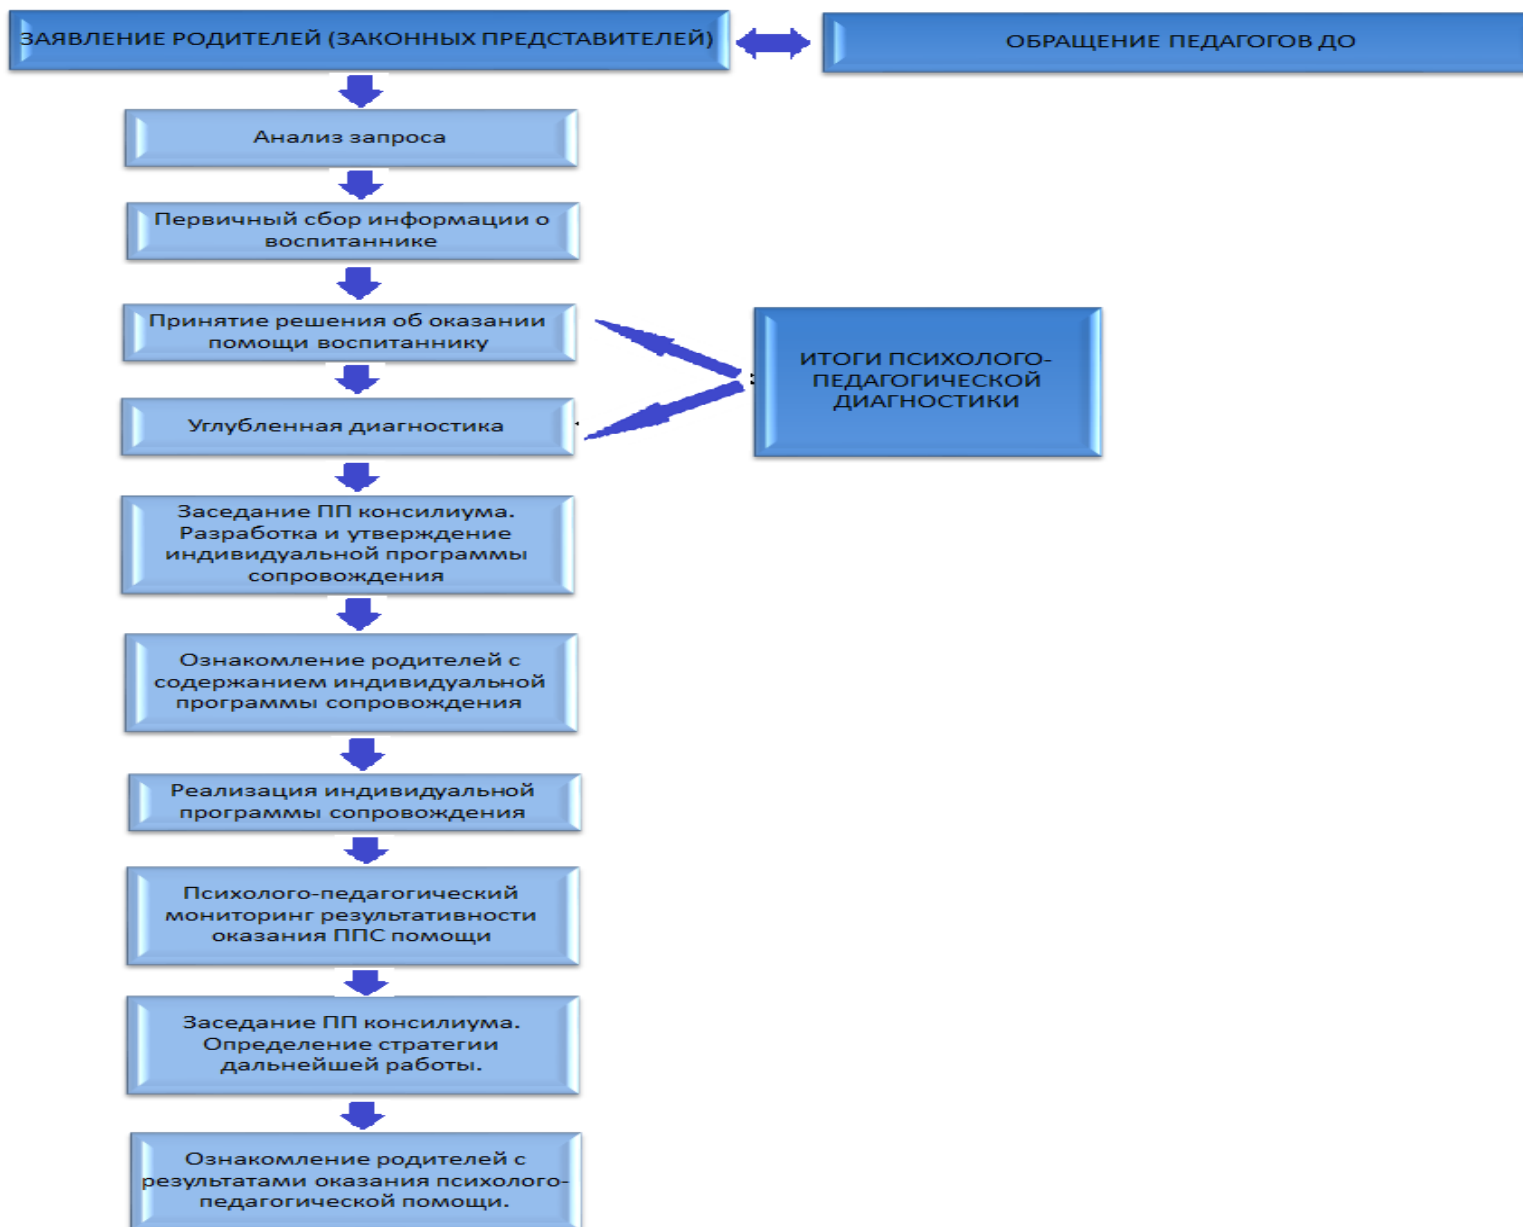 ЗАЯВЛЕНИЕ РОДИТЕЛЕЙ (ЗАКОННЫХ ПРЕДСТАВИТЕЛЕЙ)
ОБРАЩЕНИЕ ПЕДАГОГОВ ДО
Анализ запроса
Первичный сбор информации о
воспитаннике
Принятие решения об оказании
помощи воспитаннику
ИТОГИ ПСИХОЛОГО-
ПЕДАГОГИЧЕСКОЙ
ДИАГНОСТИКИ
Углубленная диагностика
Заседание ПП консилиума.
Разработка и утверждение
индивидуальной программы
сопровождения
Ознакомление родителей с
содержанием индивидуальной
программы сопровождения
Реализация индивидуальной
программы сопровождения
Психолого-педагогический
мониторинг результативности
оказания ППС помощи
Заседание ПП консилиума.
Определение стратегии
дальнейшей работы.
Ознакомление родителей с
результатами оказания психолого-
педагогической помощи.